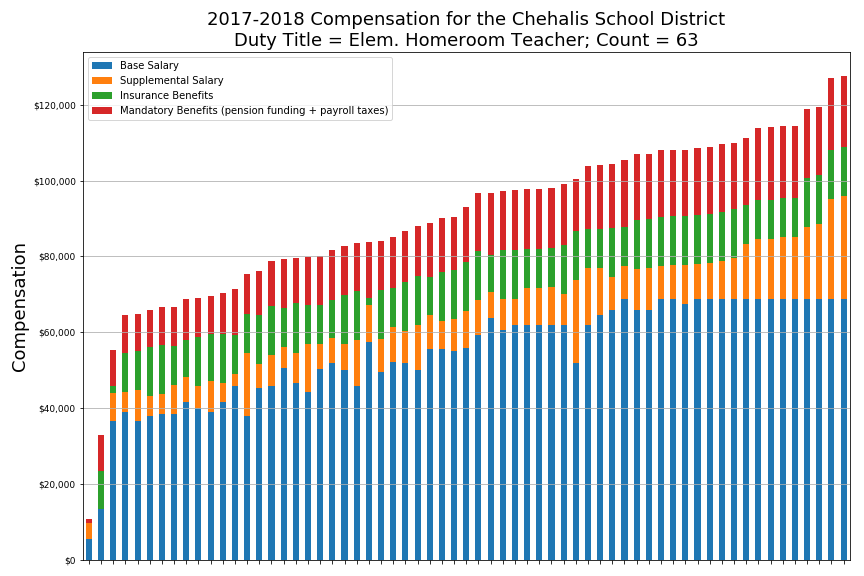 2017-2018 Compensation for the Chehalis School District
Duty Title = Elem. Homeroom Teacher; Count = 63
Base Salary
Supplemental Salary
Insurance Benefits
Mandatory Benefits (pension funding + payroll taxes)
$120,000
$100,000
$80,000
$60,000
$40,000
$20,000
$0
Compensation